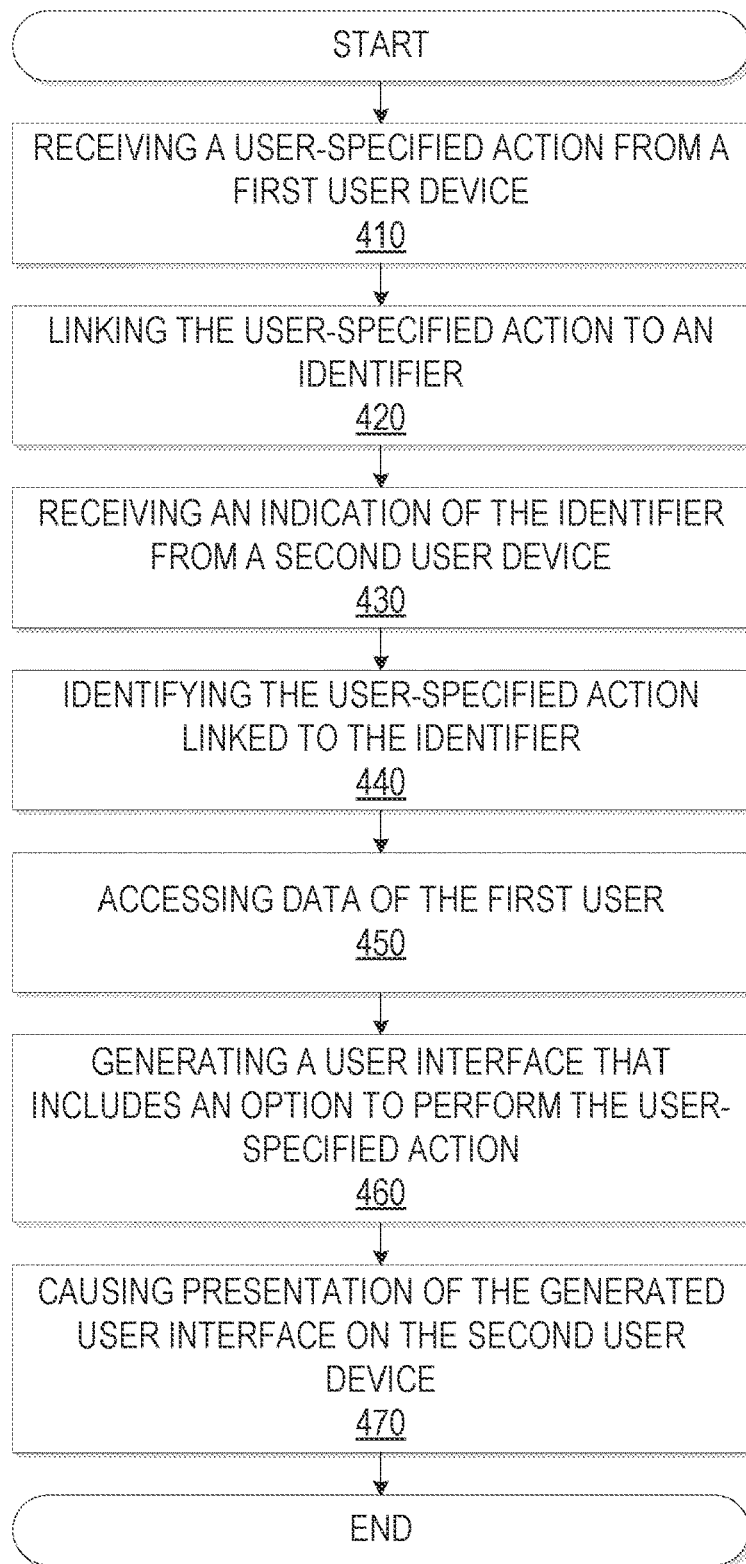 START
RECEIVING A USER-SPECIFIED ACTION FROM A
FIRST USER DEVICE
410
LINKING THE USER-SPECIFIED ACTION TO AN
IDENTIFIER
420
RECEIVING AN INDICATION OF THE IDENTIFIER
FROM A SECOND USER DEVICE
430
IDENTIFYING THE USER-SPECIFIED ACTION
LINKED TO THE IDENTIFIER
440
ACCESSING DATA OF THE FIRST USER
450
GENERATING A USER INTERFACE THAT
INCLUDES AN OPTION TO PERFORM THE USER-
SPECIFIED ACTION
460
CAUSING PRESENTATION OF THE GENERATED
USER INTERFACE ON THE SECOND USER
DEVICE
470
END